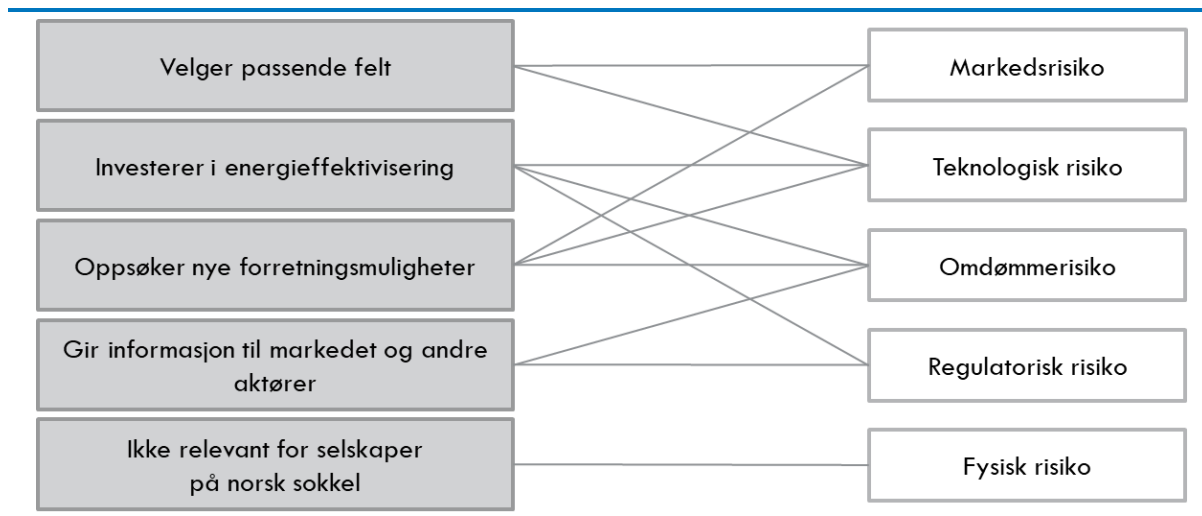 Velger passende felt
Markedsrisiko
Investerer i energieffektivisering
Teknologisk risiko
Oppsøker nye forretningsmuligheter
Omdømmerisiko
Gir informasjon til markedet og andre
aktører
Regulatorisk risiko
Ikke relevant for selskaper
på norsk sokkel
Fysisk risiko